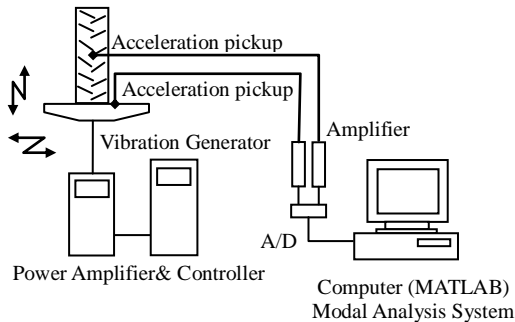 Acceleration pickup
Acceleration pickup
Amplifier
Vibration Generator
A/D
Power Amplifier& Controller
Computer (MATLAB)
Modal Analysis System